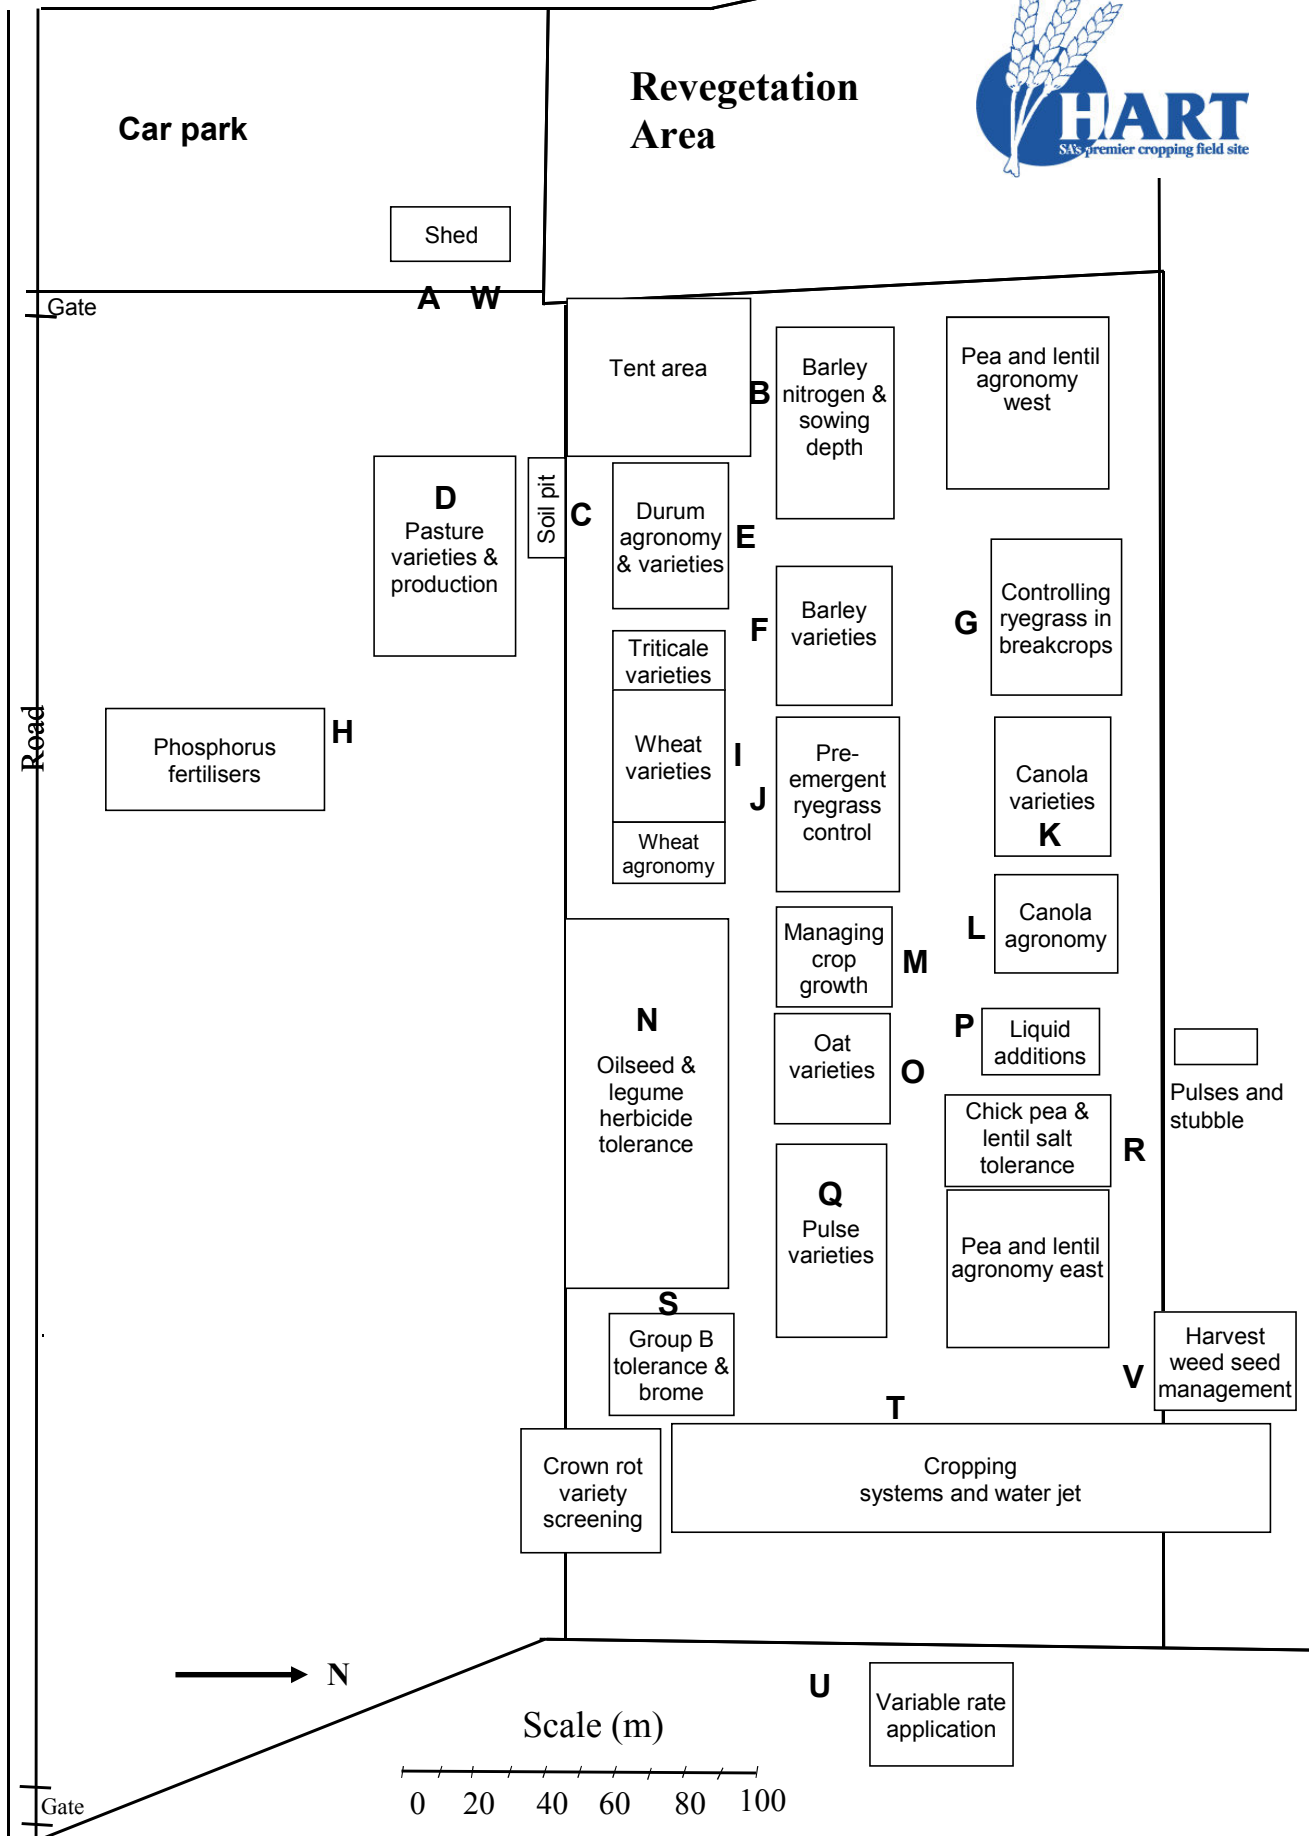 Revegetation
Area
HART
SA's premier cropping field site
Car park
Shed
A W
Gate
Tent area
B
Barley
nitrogen &
sowing
depth
Pea and lentil
agronomy
west
D
Pasture
varieties &
production
Soil pit
C
Durum
agronomy
& varieties
E
F
Barley
varieties
G
Controlling
ryegrass in
breakcrops
Triticale
varieties
Road
Phosphorus
fertilisers
H
Wheat
varieties
I
J
Pre-
emergent
ryegrass
control
Canola
varieties
K
Wheat
agronomy
Managing
crop
growth
M
L
Canola
agronomy
N
Oilseed &
legume
herbicide
tolerance
Oat
varieties
O
P
Liquid
additions
Pulses and
stubble
Chick pea &
lentil salt
tolerance
R
Q
Pulse
varieties
Pea and lentil
agronomy east
S
Group B
tolerance &
brome
V
Harvest
weed seed
management
T
Crown rot
variety
screening
Cropping
systems and water jet
N
U
Variable rate
application
Scale (m)
0 20 40 60 80 100
Gate